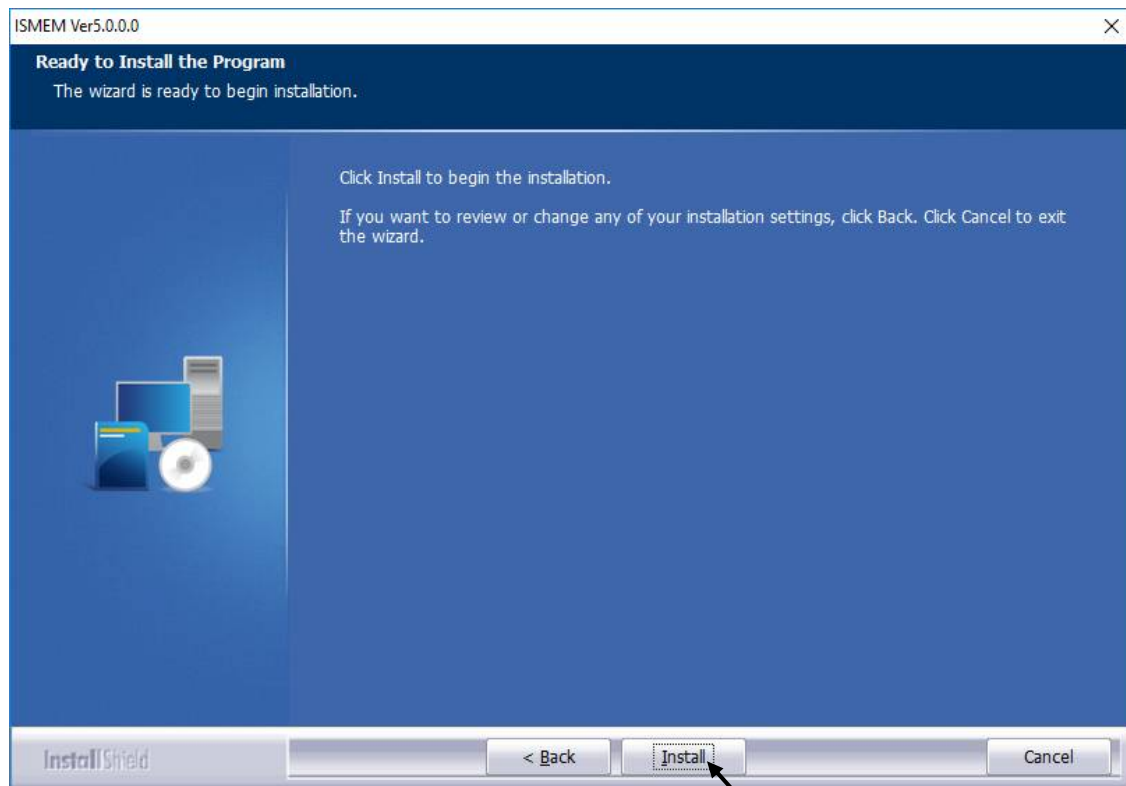 ISMEM Ver5.0.0.0
Ready to Install the Program
The wizard is ready to begin installation.
Click Install to begin the installation.
If you want to review or change any of your installation settings, click Back. Click Cancel to exit
the wizard.
InstallShield
< Back
Install
Cancel